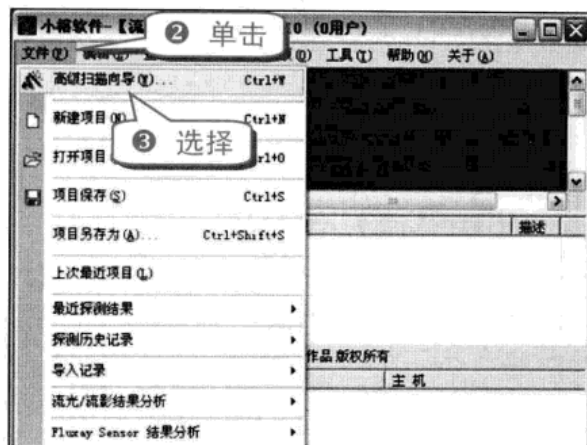 小榕软件-【流
0 (0用户)
❷ 单击
文件(F)
工具(T) 帮助(H) 关于(A)
高级扫描向导(W)... Ctrl+W
新建项目(N) Ctrl+N
❸ 选择
打开项目 rl+O
项目保存(S) Ctrl+S
项目另存为(A)... Ctrl+Shift+S
描述
上次最近项目(L)
最近探测结果
探测历史记录
作品 版权所有
导入记录
主机
流光/流影结果分析
Fluxay Sensor 结果分析